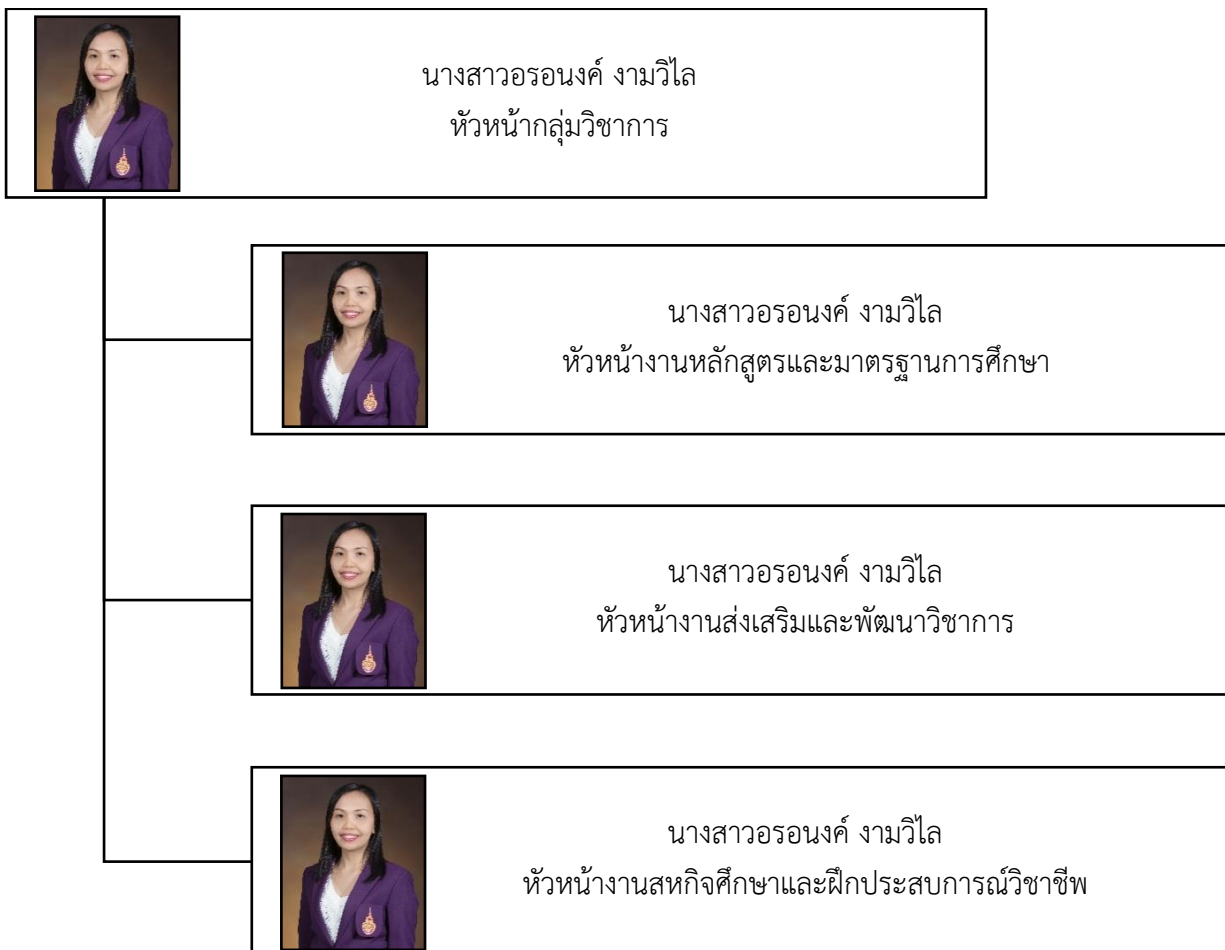 นางสาวอรอนงค์ งามวิไล
หัวหน้ากลุ่มวิชาการ
นางสาวอรอนงค์ งามวิไล
หัวหน้างานหลักสูตรและมาตรฐานการศึกษา
นางสาวอรอนงค์ งามวิไล
หัวหน้างานส่งเสริมและพัฒนาวิชาการ
นางสาวอรอนงค์ งามวิไล
หัวหน้างานสหกิจศึกษาและฝึกประสบการณ์วิชาชีพ